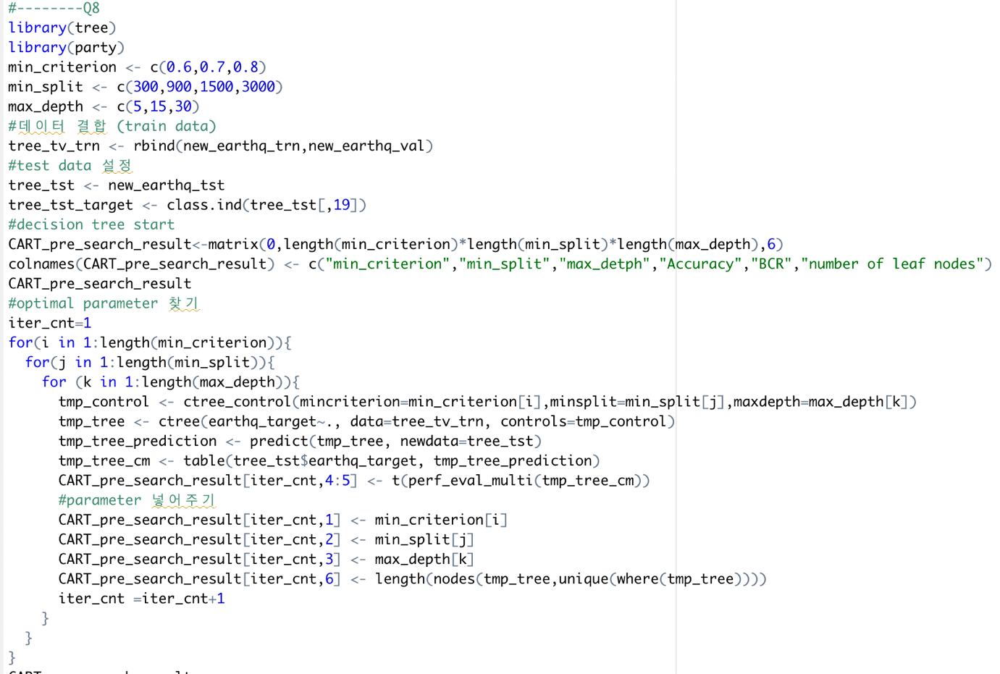 #--------Q8
library(tree)
library(party)
min_criterion <- c(0.6,0.7,0.8)
min_split <- c(300,900,1500,3000)
max_depth <- c(5,15,30)
#데이터 결합 (train data)
tree_tv_trn <- rbind(new_earthq_trn,new_earthq_val)
#test data 설정
tree_tst <- new_earthq_tst
tree_tst_target <- class.ind(tree_tst[,19])
#decision tree start
CART_pre_search_result<-matrix(0,length(min_criterion)*length(min_split)*length(max_depth),6)
colnames(CART_pre_search_result) <- c("min_criterion","min_split","max_detph","Accuracy","BCR","number of leaf nodes")
CART_pre_search_result
#optimal parameter 찾기
iter_cnt=1
for(i in 1:length(min_criterion)){
  for(j in 1:length(min_split)){
    for (k in 1:length(max_depth)){
      tmp_control <- ctree_control(mincriterion=min_criterion[i],minsplit=min_split[j],maxdepth=max_depth[k])
      tmp_tree <- ctree(earthq_target~., data=tree_tv_trn, controls=tmp_control)
      tmp_tree_prediction <- predict(tmp_tree, newdata=tree_tst)
      tmp_tree_cm <- table(tree_tst$earthq_target, tmp_tree_prediction)
      CART_pre_search_result[iter_cnt,4:5] <- t(perf_eval_multi(tmp_tree_cm))
      #parameter 넣어주기
      CART_pre_search_result[iter_cnt,1] <- min_criterion[i]
      CART_pre_search_result[iter_cnt,2] <- min_split[j]
      CART_pre_search_result[iter_cnt,3] <- max_depth[k]
      CART_pre_search_result[iter_cnt,6] <- length(nodes(tmp_tree,unique(where(tmp_tree))))
      iter_cnt =iter_cnt+1
    }
  }
}